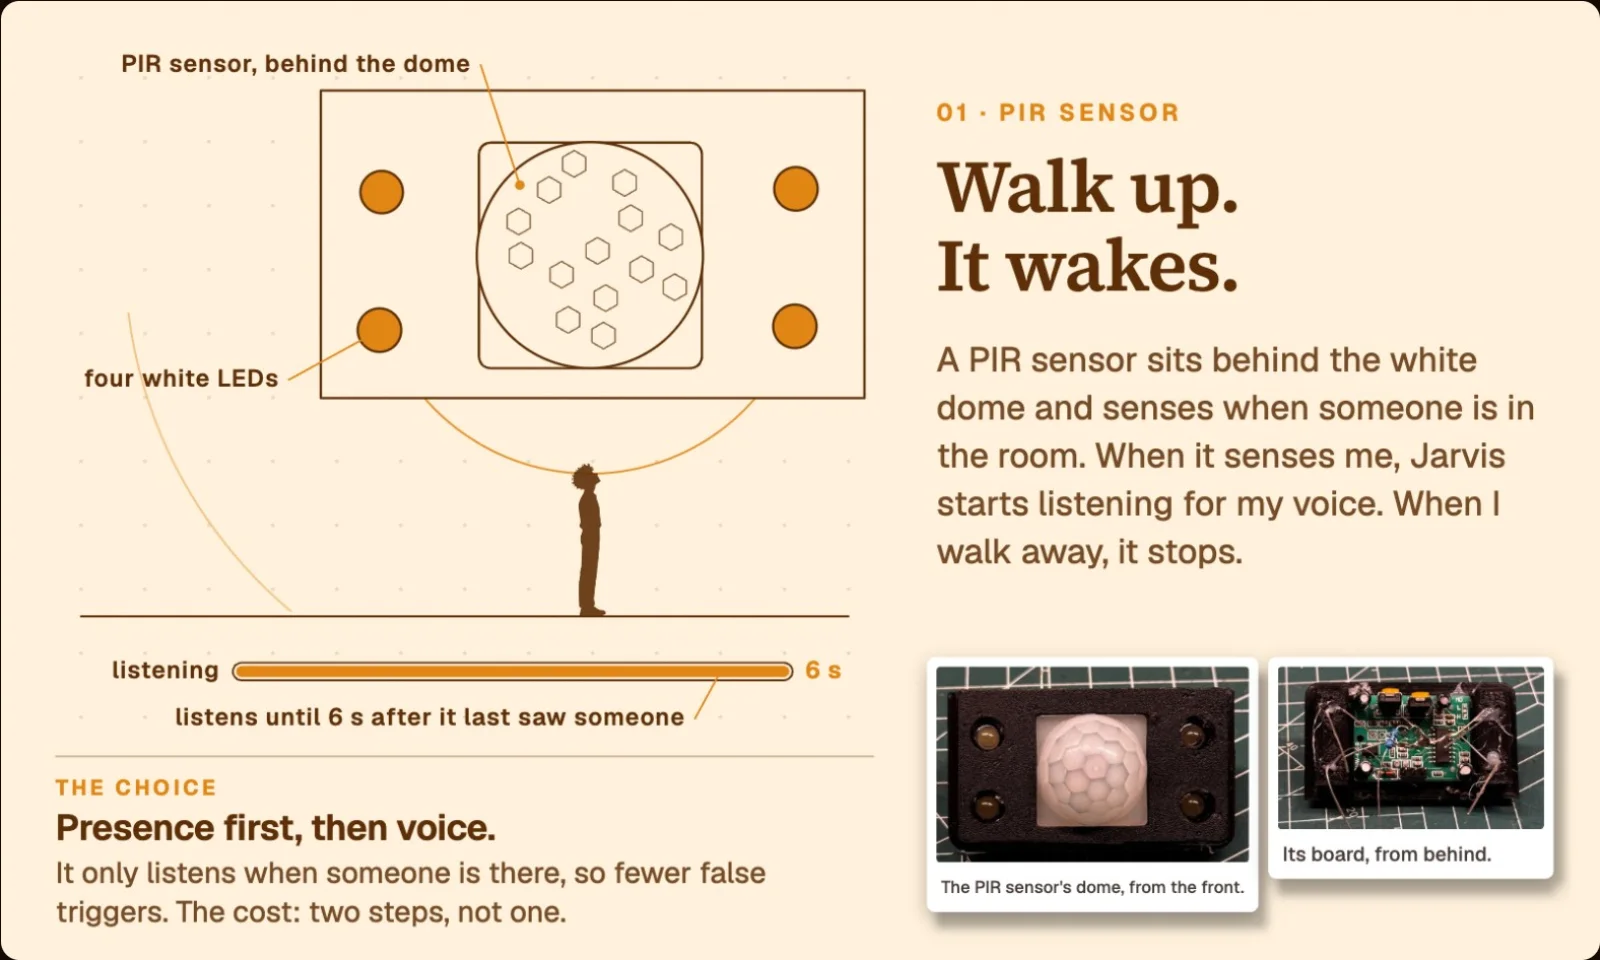 PIR sensor, behind the dome
four white LEDs
listening
6 s
listens until 6 s after it last saw someone
THE CHOICE
Presence first, then voice.
It only listens when someone is there, so fewer false
triggers. The cost: two steps, not one.
01 · PIR SENSOR
Walk up.
It wakes.
A PIR sensor sits behind the white
dome and senses when someone is in
the room. When it senses me, Jarvis
starts listening for my voice. When I
walk away, it stops.
The PIR sensor's dome, from the front.
Its board, from behind.